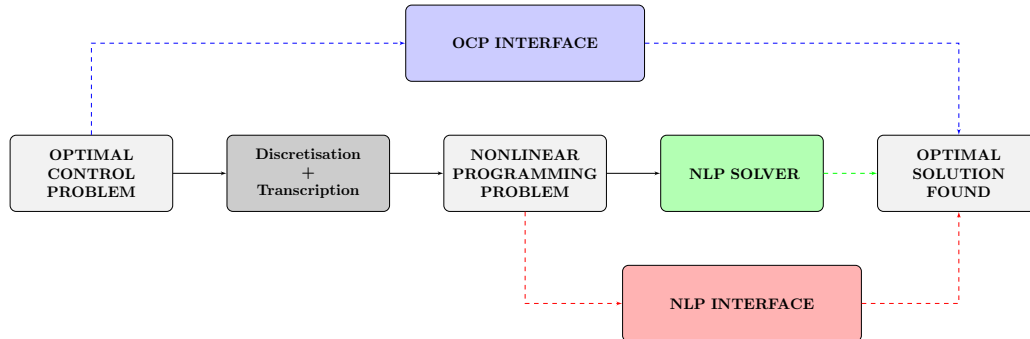 OCP INTERFACE
OPTIMAL
CONTROL
PROBLEM
Discretisation
+
Transcription
NONLINEAR
PROGRAMMING
PROBLEM
NLP SOLVER
OPTIMAL
SOLUTION
FOUND
NLP INTERFACE